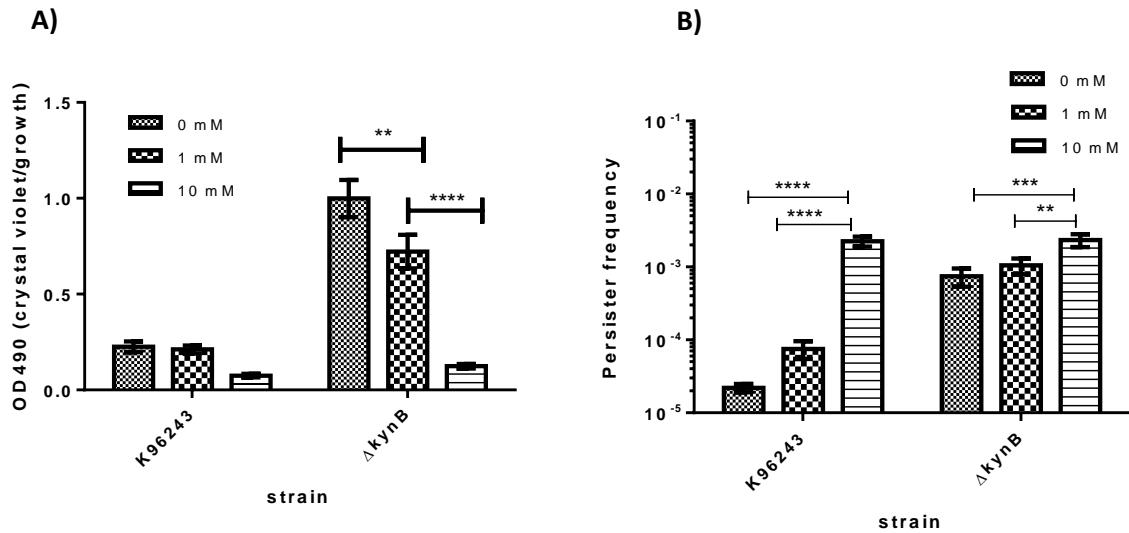 A)
OD490 (crystal violet/growth)
1.5
1.0
0.5
0.0
0 mM
1 mM
10 mM
**
****
K96243
ΔkynB
strain
B)
Persister frequency
10-1
10-2
10-3
10-4
10-5
0 mM
1 mM
10 mM
****
****
***
**
K96243
ΔkynB
strain